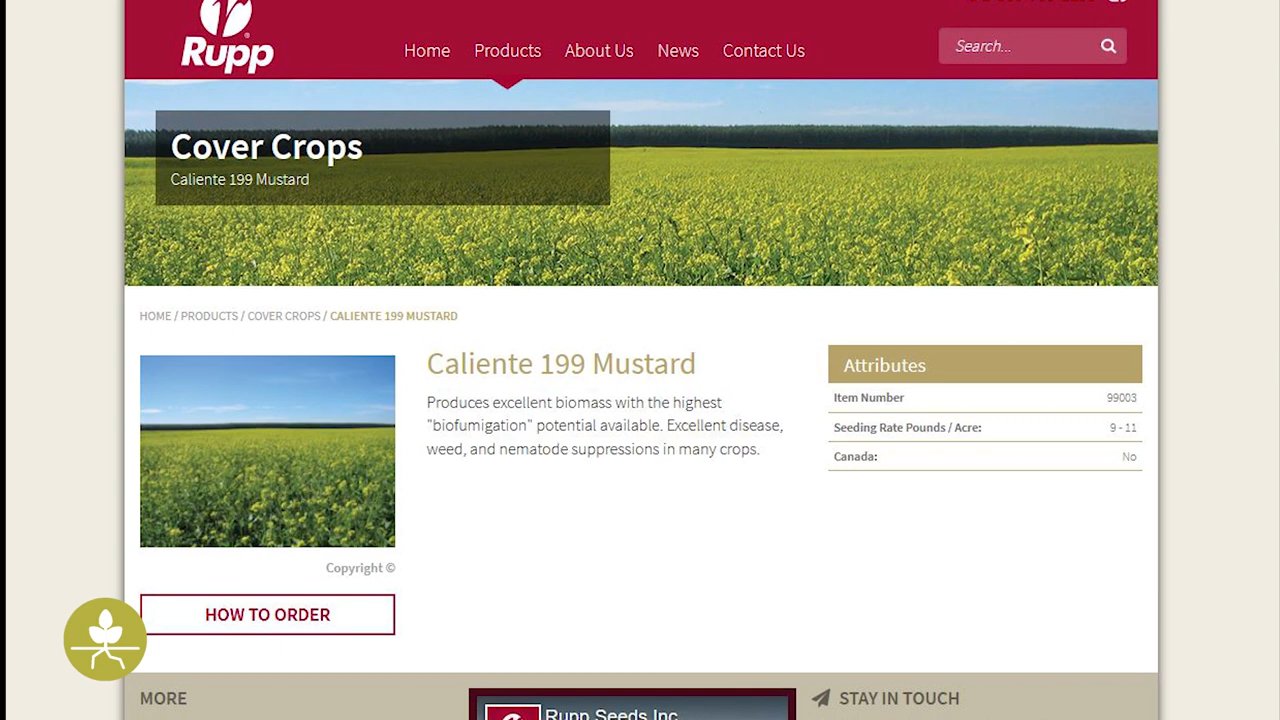 Rupp
Home Products About Us News Contact Us
Search...
Cover Crops
Caliente 199 Mustard
HOME / PRODUCTS / COVER CROPS / CALIENTE 199 MUSTARD
Caliente 199 Mustard
Produces excellent biomass with the highest
"biofumigation" potential available. Excellent disease,
weed, and nematode suppressions in many crops.
Attributes
Item Number 99003
Seeding Rate Pounds / Acre: 9 - 11
Canada: No
Copyright ©
HOW TO ORDER
MORE
Rupp Seeds Inc
STAY IN TOUCH